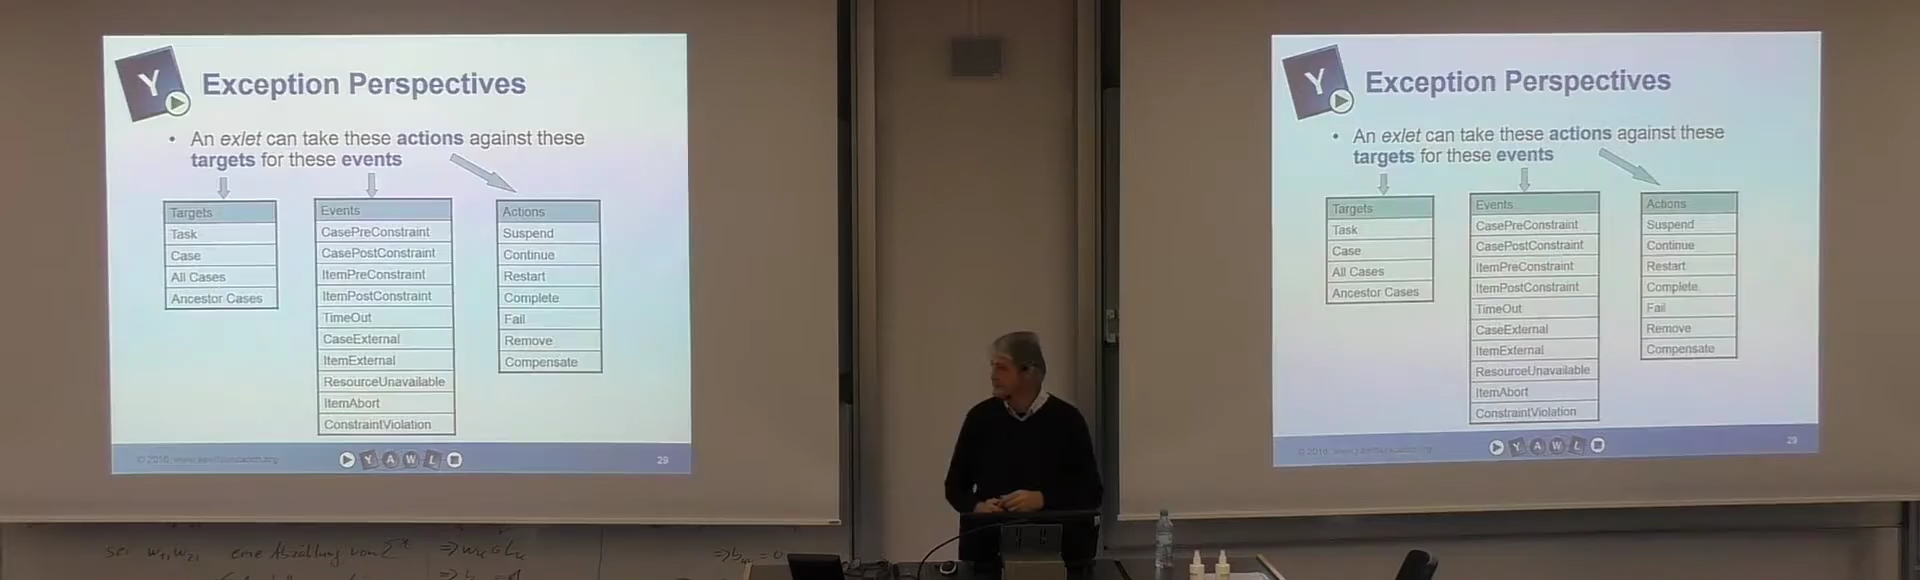 Y
Exception Perspectives
• An exlet can take these actions against these
targets for these events
Targets
Task
Case
All Cases
Ancestor Cases
Events
CasePreConstraint
CasePostConstraint
ItemPreConstraint
ItemPostConstraint
TimeOut
CaseExternal
ItemExternal
ResourceUnavailable
ItemAbort
ConstraintViolation
Actions
Suspend
Continue
Restart
Complete
Fail
Remove
Compensate
YAWL
29
Y
Exception Perspectives
• An exlet can take these actions against these
targets for these events
Targets
Task
Case
All Cases
Ancestor Cases
Events
CasePreConstraint
CasePostConstraint
ItemPreConstraint
ItemPostConstraint
TimeOut
CaseExternal
ItemExternal
ResourceUnavailable
ItemAbort
ConstraintViolation
Actions
Suspend
Continue
Restart
Complete
Fail
Remove
Compensate
YAWL
29
eine Abzählung von Σ*